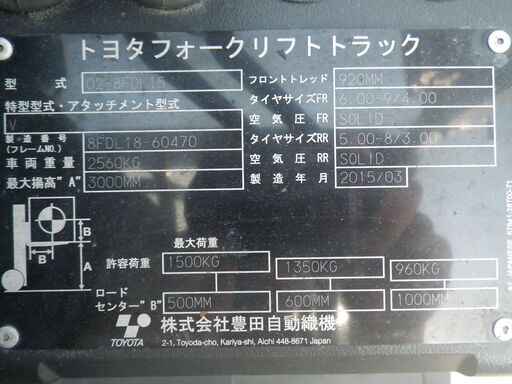 トヨタフォークリフトトラック
型 式 02-8FDL15
特型型式・アタッチメント型式
V
製造番号 (フレームNO.) 8FDL18-60470
車両重量 2560KG
最大揚高"A" 3000MM
フロントトレッド 920MM
タイヤサイズFR 6.00-9/4.00
空気圧FR SOLID
タイヤサイズRR 5.00-8/3.00
空気圧RR SOLID
製造年月 2015/03
B
B
A
最大荷重
許容荷重 1500KG 1350KG 960KG
ロードセンター"B" 500MM 600MM 1000MM
TOYOTA
株式会社豊田自動織機
2-1, Toyoda-cho, Kariya-shi, Aichi 448-8671 Japan